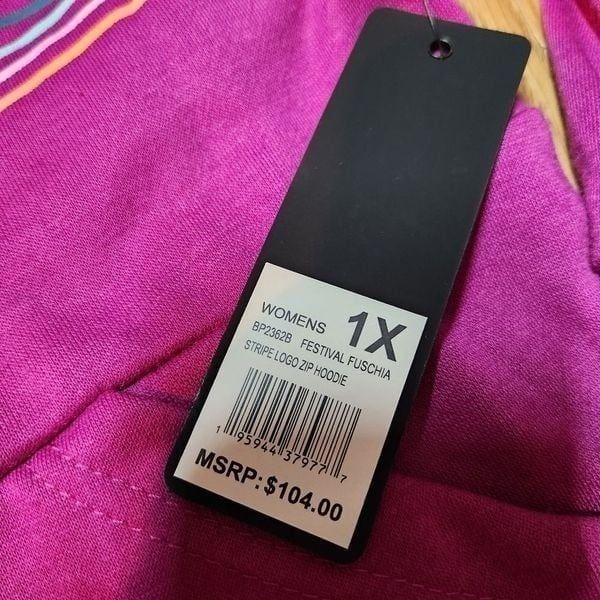 WOMENS 1X
BP2362B FESTIVAL FUSCHIA
STRIPE LOGO ZIP HOODIE
1 95944 37977 7
MSRP: $104.00